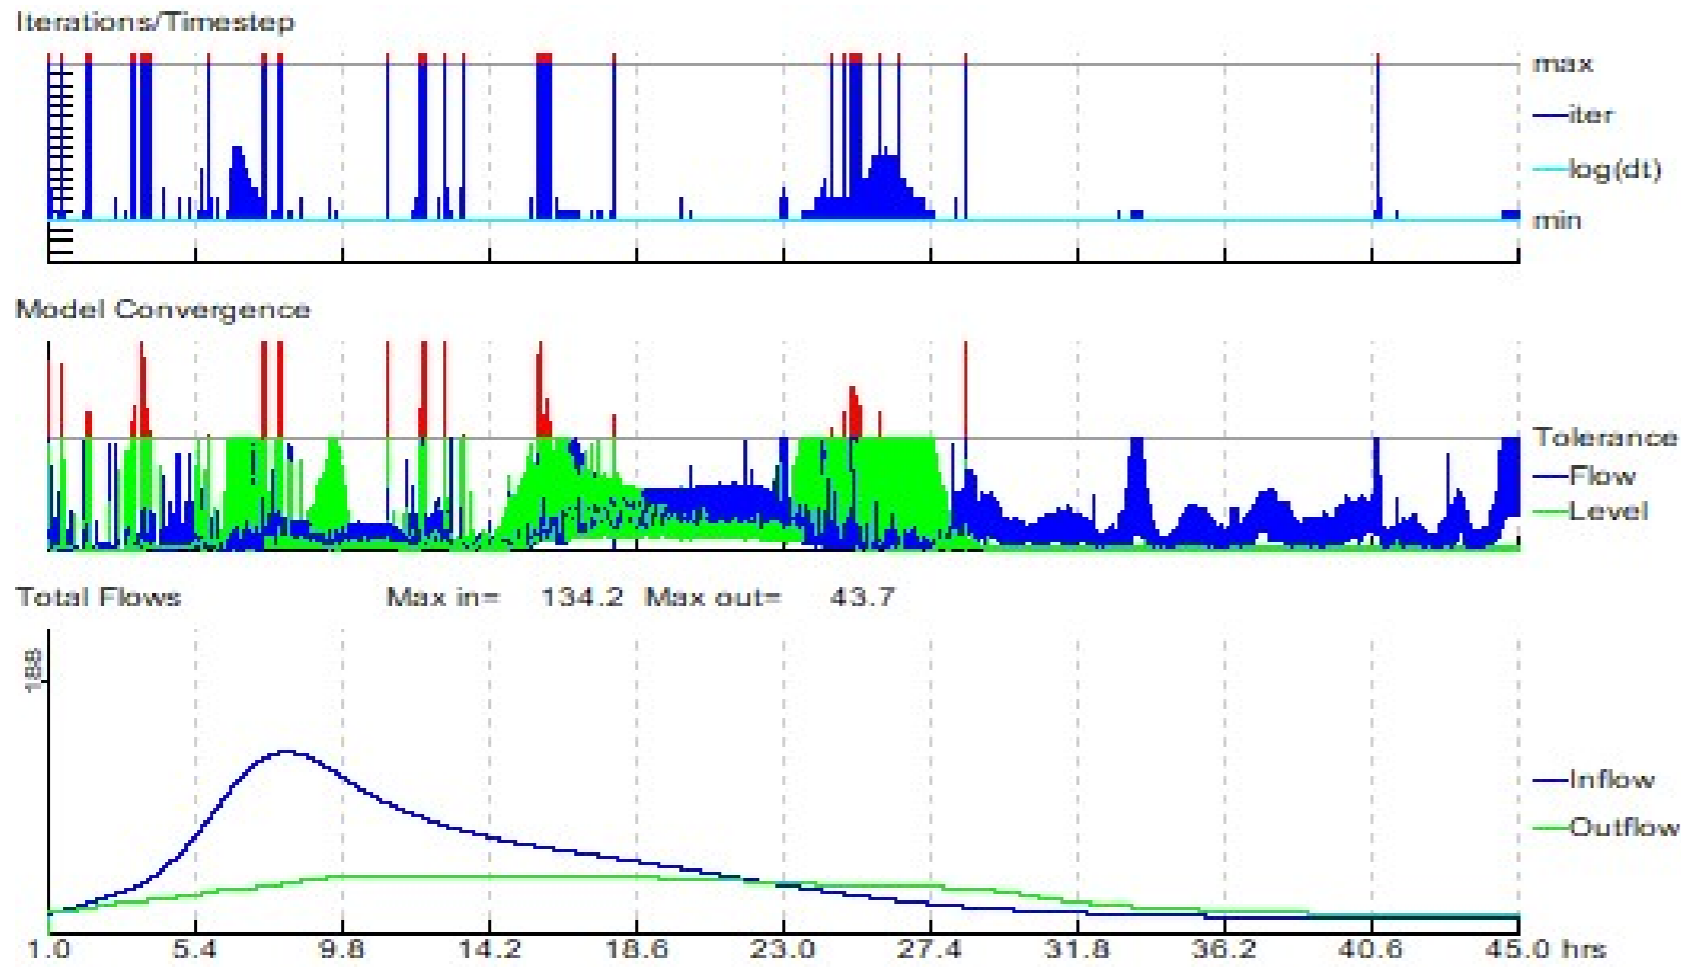 Iterations/Timestep
max
iter
log(dt)
min
Model Convergence
Tolerance
Flow
Level
Total Flows Max in= 134.2 Max out= 43.7
Inflow
Outflow
1.0 5.4 9.8 14.2 18.6 23.0 27.4 31.8 36.2 40.6 45.0 hrs